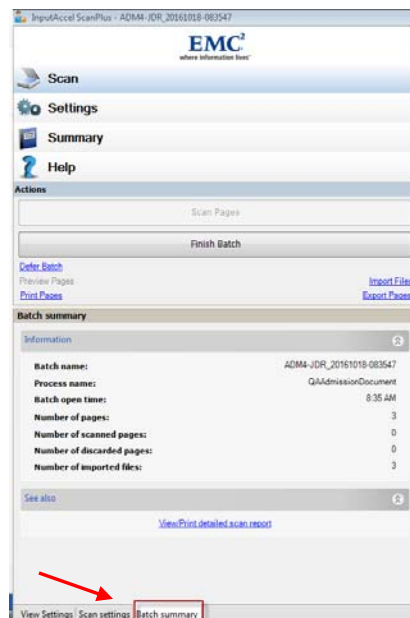 InputAccel ScanPlus - ADM4-JDR_20161018-083547
EMC²
where information lives®
Scan
Settings
Summary
Help
Actions
Scan Pages
Finish Batch
Defer Batch
Preview Pages Import Files
Print Pages Export Pages
Batch summary
Information
Batch name: ADM4-JDR_20161018-083547
Process name: QAAdmissionDocument
Batch open time: 8:35 AM
Number of pages: 3
Number of scanned pages: 0
Number of discarded pages: 0
Number of imported files: 3
See also
View/Print detailed scan report
View Settings Scan settings Batch summary